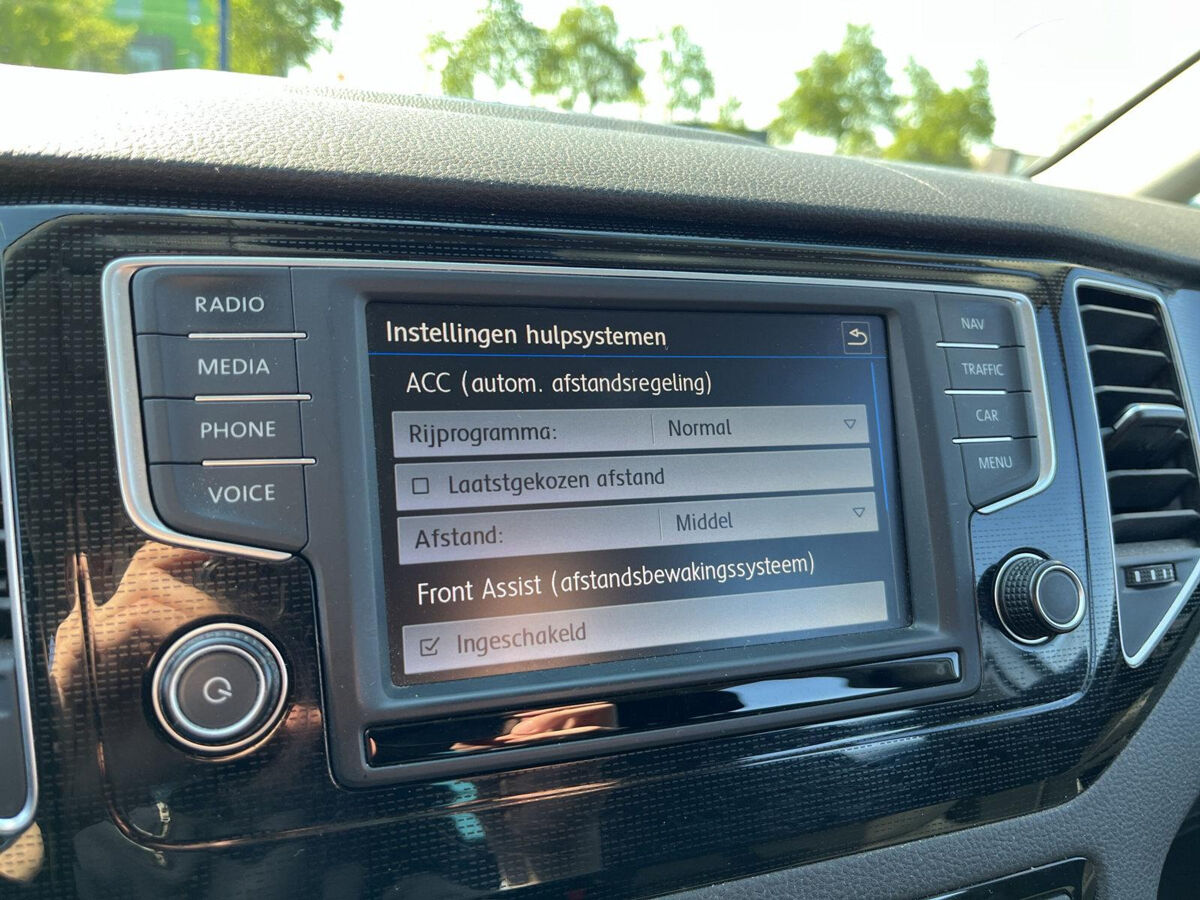 RADIO
MEDIA
PHONE
VOICE
Instellingen hulpsystemen
ACC (autom. afstandsregeling)
Rijprogramma: Normal
Laatstgekozen afstand
Afstand: Middel
Front Assist (afstandsbewakingssysteem)
Ingeschakeld
NAV
TRAFFIC
CAR
MENU